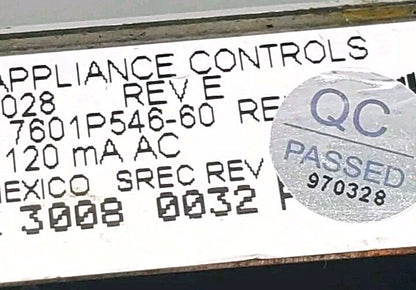 APPLIANCE CONTROLS
028 REV E
7601P546-60 RE
120 mA AC
MEXICO SREC REV
3008 0032
QC
PASSED
970328